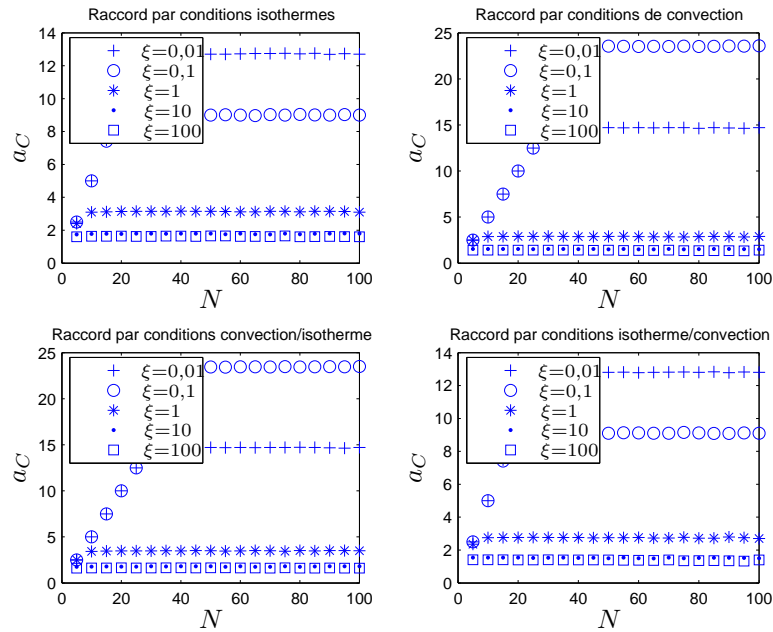 Raccord par conditions isothermes
14
12
10
8
6
4
2
0
a_C
0 20 40 60 80 100
N
ξ=0,01
ξ=0,1
ξ=1
ξ=10
ξ=100
Raccord par conditions de convection
25
20
15
10
5
0
a_C
0 20 40 60 80 100
N
ξ=0,01
ξ=0,1
ξ=1
ξ=10
ξ=100
Raccord par conditions convection/isotherme
25
20
15
10
5
0
a_C
0 20 40 60 80 100
N
ξ=0,01
ξ=0,1
ξ=1
ξ=10
ξ=100
Raccord par conditions isotherme/convection
14
12
10
8
6
4
2
0
a_C
0 20 40 60 80 100
N
ξ=0,01
ξ=0,1
ξ=1
ξ=10
ξ=100